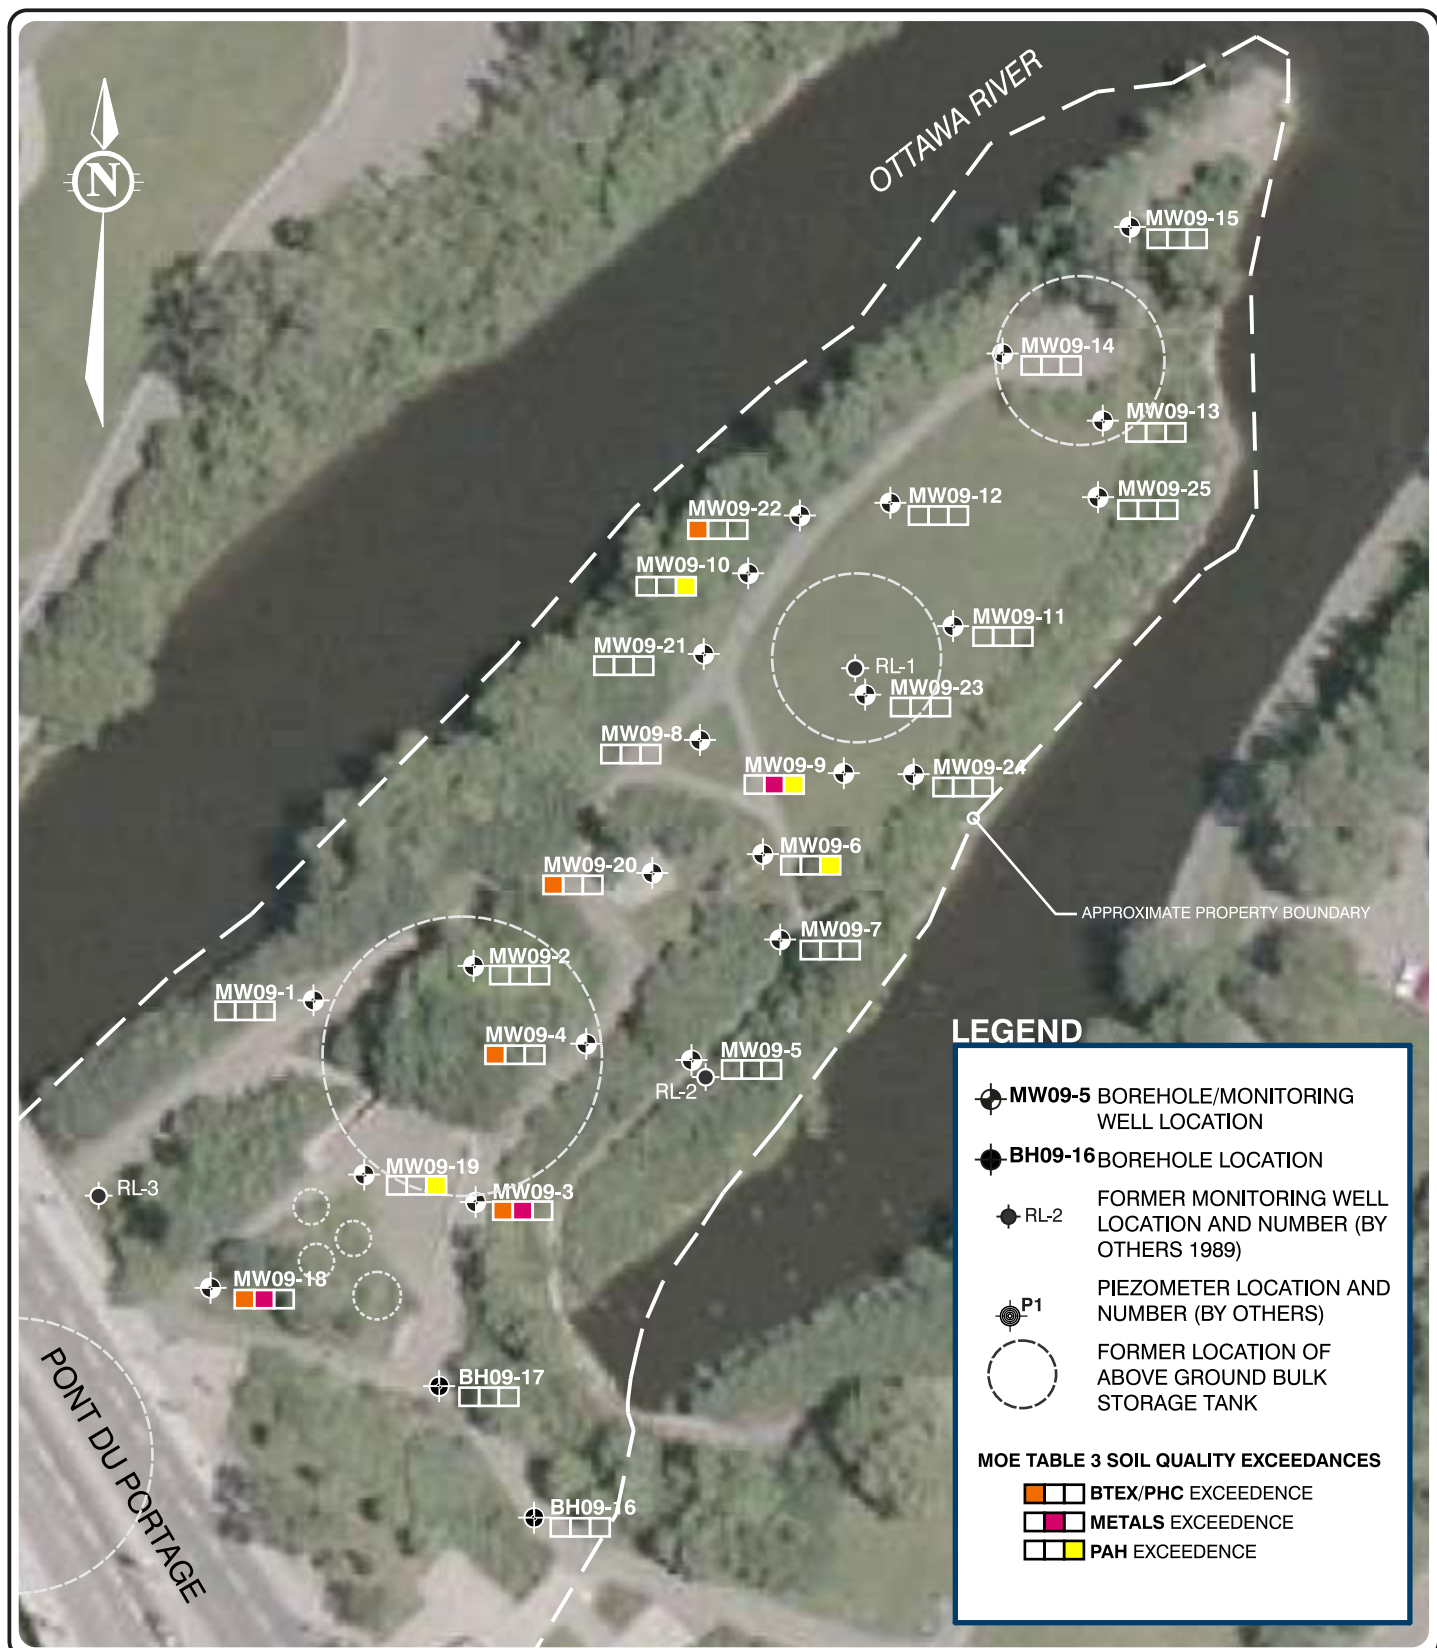 N
OTTAWA RIVER
MW09-15
MW09-14
MW09-13
MW09-25
MW09-12
MW09-22
MW09-10
MW09-11
MW09-21
RL-1
MW09-23
MW09-8
MW09-9
MW09-24
MW09-6
MW09-20
APPROXIMATE PROPERTY BOUNDARY
MW09-7
MW09-2
MW09-1
MW09-4
MW09-5
RL-2
MW09-19
RL-3
MW09-3
MW09-18
BH09-17
PONT DU PORTAGE
BH09-16
LEGEND
MW09-5 BOREHOLE/MONITORING
WELL LOCATION
BH09-16 BOREHOLE LOCATION
FORMER MONITORING WELL
RL-2 LOCATION AND NUMBER (BY
OTHERS 1989)
PIEZOMETER LOCATION AND
P1 NUMBER (BY OTHERS)
FORMER LOCATION OF
ABOVE GROUND BULK
STORAGE TANK
MOE TABLE 3 SOIL QUALITY EXCEEDANCES
BTEX/PHC EXCEEDENCE
METALS EXCEEDENCE
PAH EXCEEDENCE